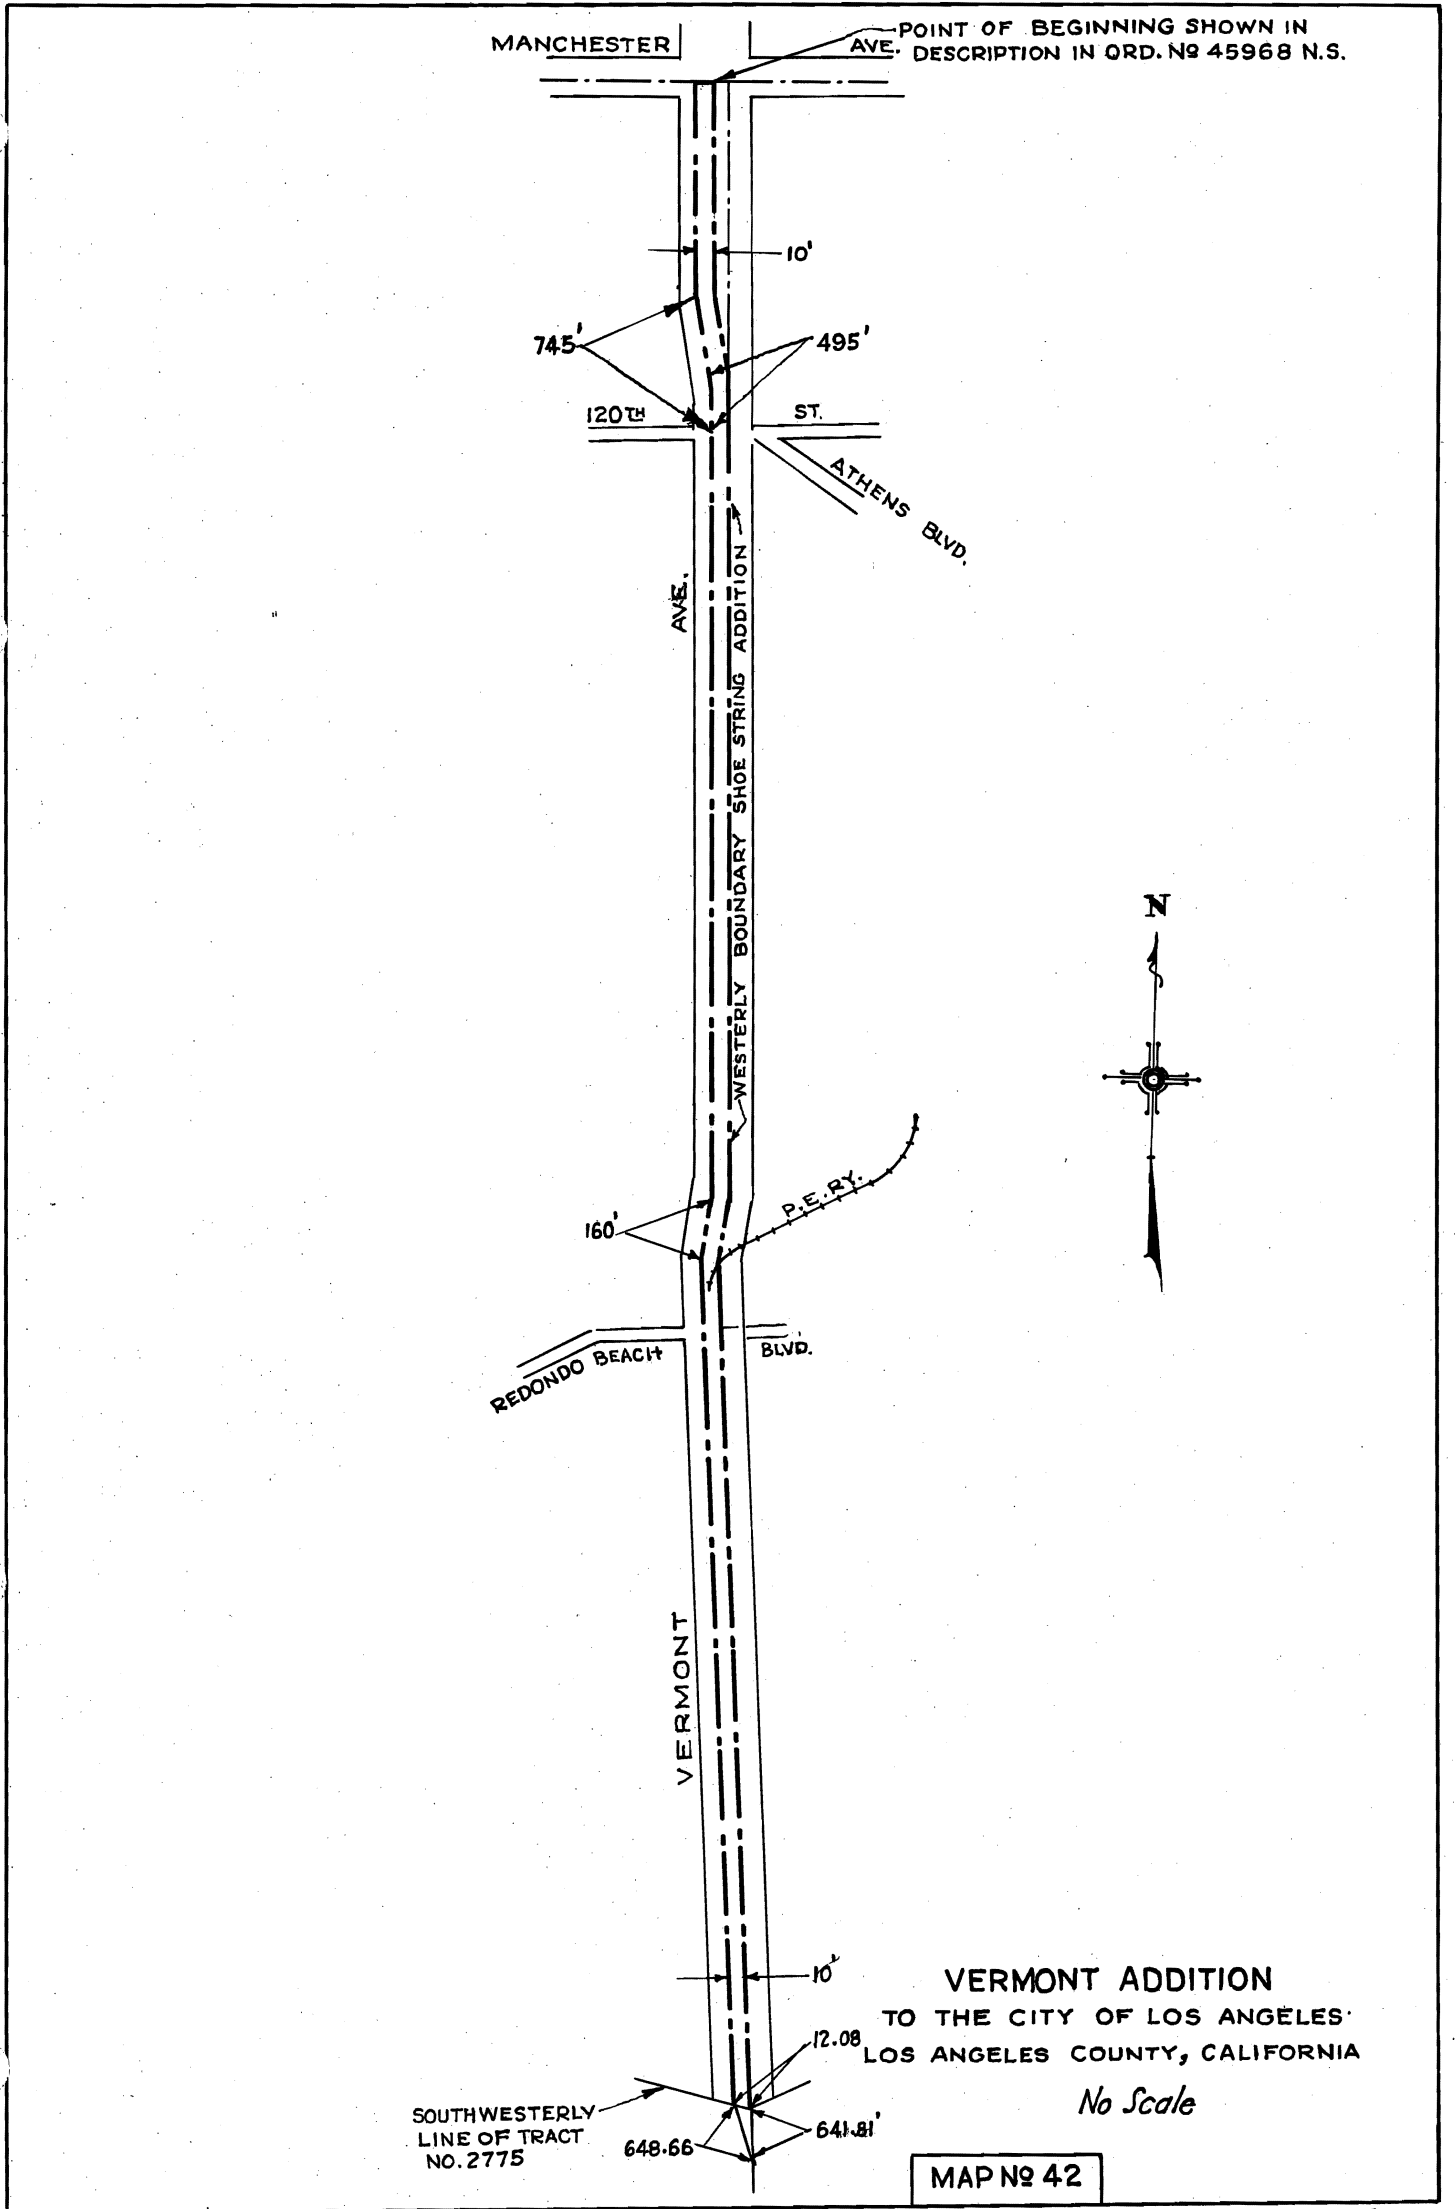 MANCHESTER
AVE.
POINT OF BEGINNING SHOWN IN
DESCRIPTION IN ORD. Nº 45968 N.S.
10'
745'
495'
120TH
ST.
ATHENS BLVD.
AVE.
WESTERLY BOUNDARY SHOE STRING ADDITION
N
P.E.RY.
160'
REDONDO BEACH
BLVD.
VERMONT
10'
VERMONT ADDITION
TO THE CITY OF LOS ANGELES
LOS ANGELES COUNTY, CALIFORNIA
No Scale
12.08
SOUTHWESTERLY
LINE OF TRACT
NO. 2775
648.66
641.81'
MAP Nº 42